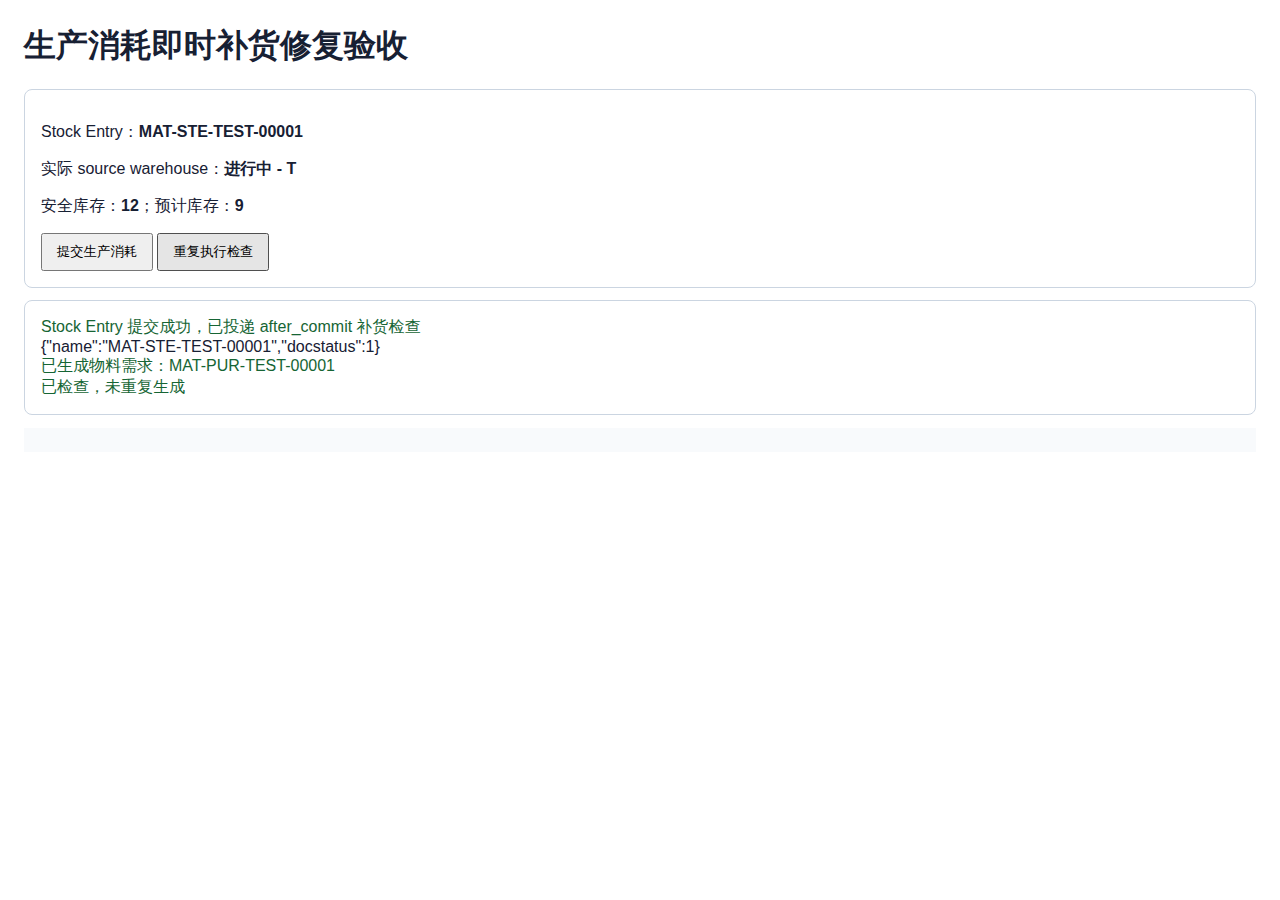 生产消耗即时补货修复验收
Stock Entry：MAT-STE-TEST-00001
实际 source warehouse：进行中 - T
安全库存：12；预计库存：9
提交生产消耗 重复执行检查
Stock Entry 提交成功，已投递 after_commit 补货检查
{"name":"MAT-STE-TEST-00001","docstatus":1}
已生成物料需求：MAT-PUR-TEST-00001
已检查，未重复生成